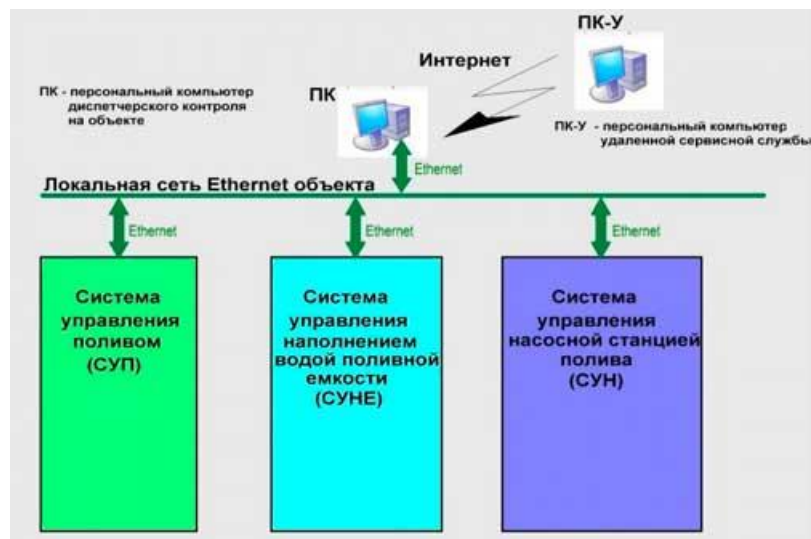 ПК-У
Интернет
ПК - персональный компьютер
диспетчерского контроля
на объекте
ПК
ПК-У - персональный компьютер
удаленной сервисной службы
Ethernet
Локальная сеть Ethernet объекта
Ethernet
Ethernet
Ethernet
Система
управления
поливом
(СУП)
Система
управления
наполнением
водой поливной
емкости
(СУНЕ)
Система
управления
насосной станцией
полива
(СУН)